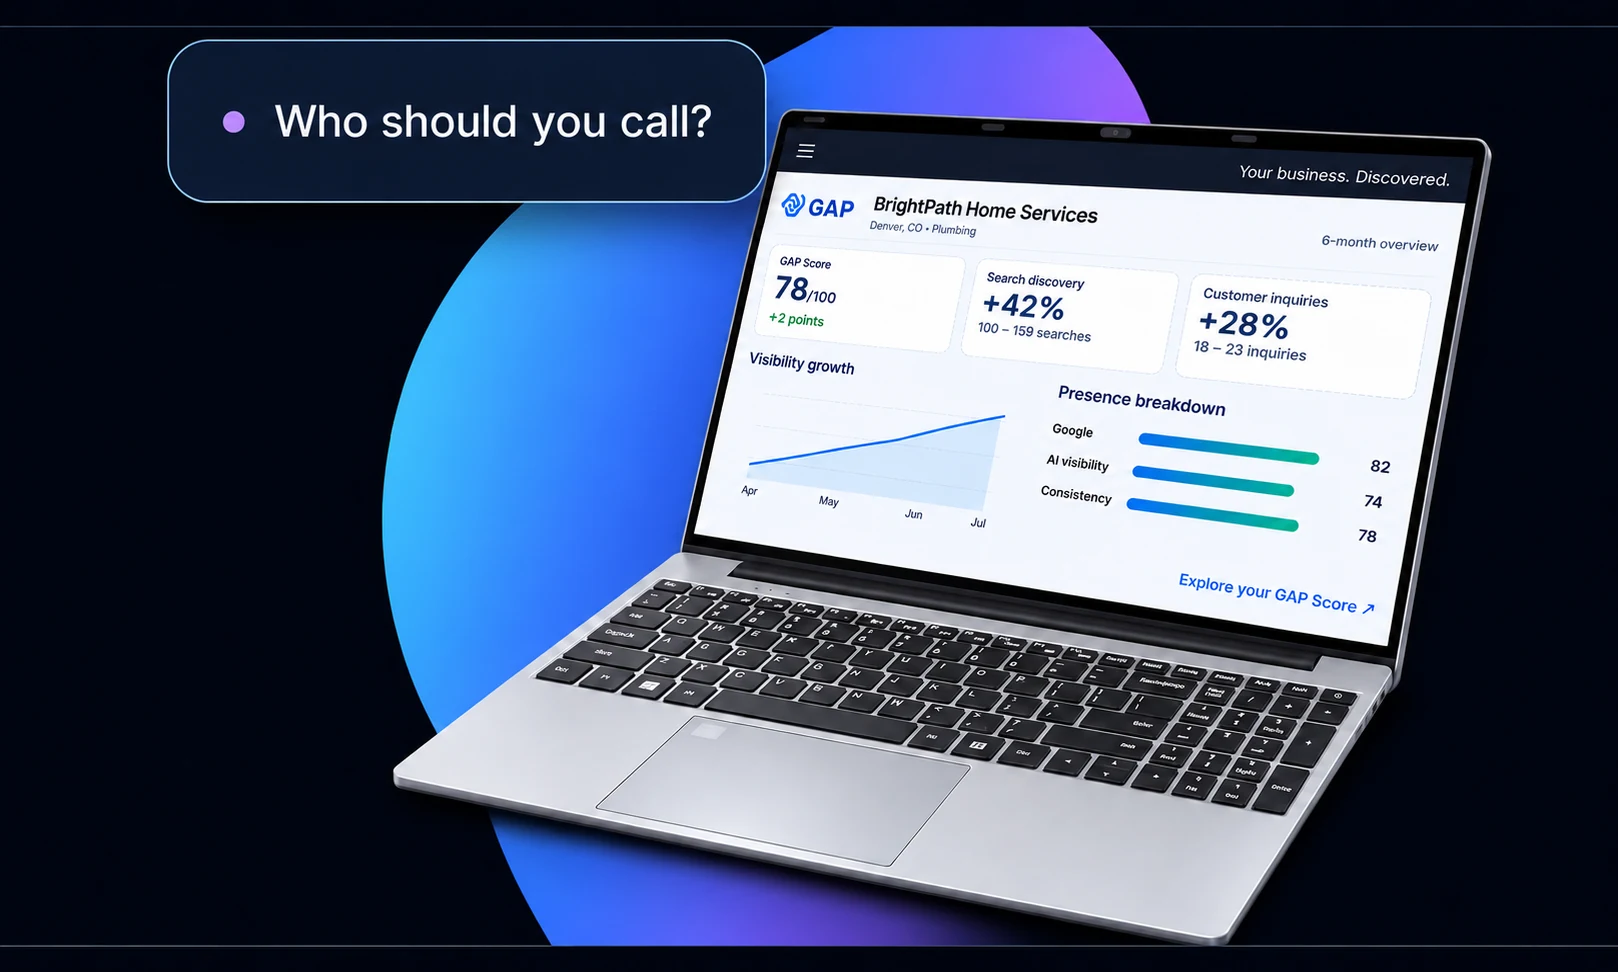 Who should you call?
Your business. Discovered.
GAP
BrightPath Home Services
Denver, CO • Plumbing
6-month overview
GAP Score
78/100
+2 points
Search discovery
+42%
100 – 159 searches
Customer inquiries
+28%
18 – 23 inquiries
Visibility growth
Apr
May
Jun
Jul
Presence breakdown
Google
82
AI visibility
74
Consistency
78
Explore your GAP Score ↗